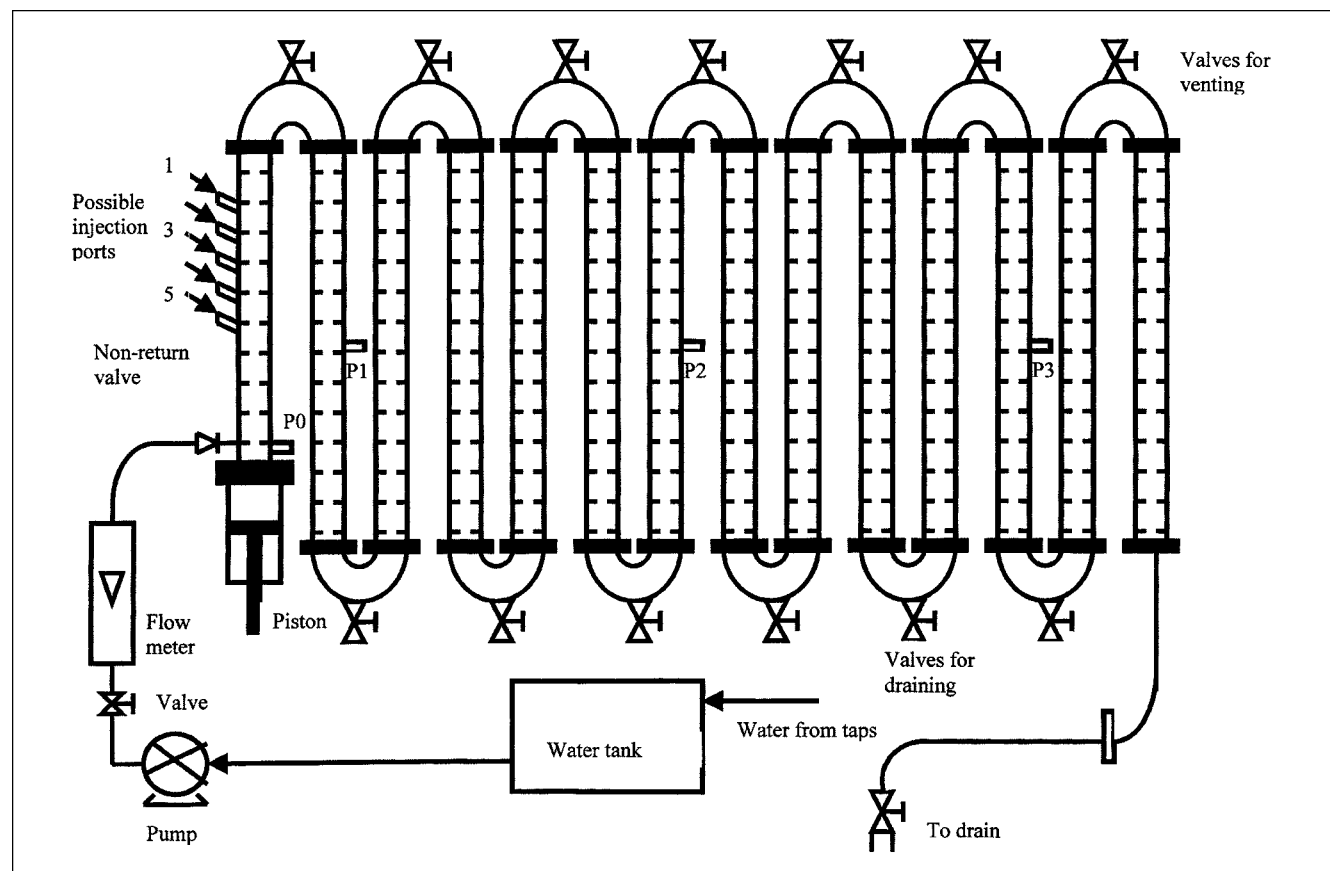 Valves for
venting
1
Possible
injection
ports
3
5
Non-return
valve
P0
P1
P2
P3
Flow
meter
Piston
Valves for
draining
Valve
Water tank
Water from taps
Pump
To drain